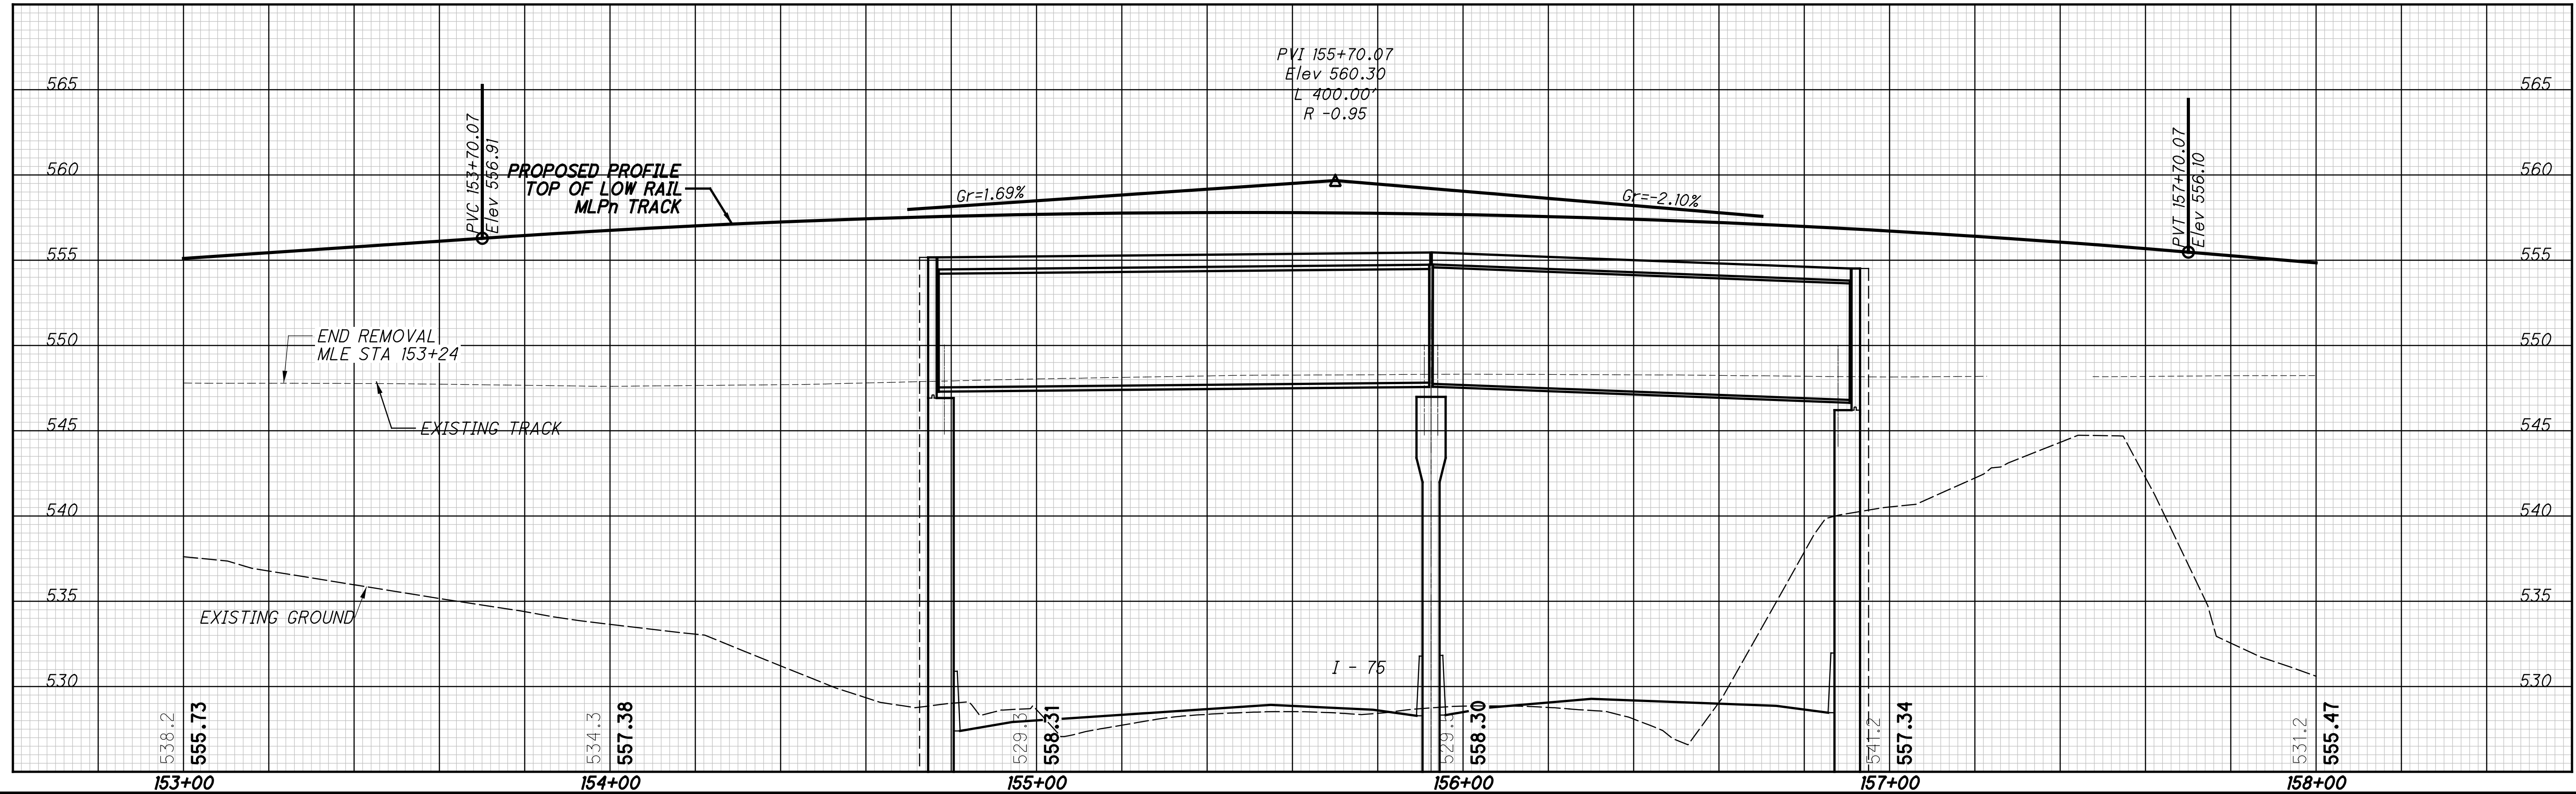 PVI 155+70.07
Elev 560.30
L 400.00'
R -0.95
565
565
PVC 153+70.07
Elev 556.91
PROPOSED PROFILE
TOP OF LOW RAIL
MLPn TRACK
Gr=1.69%
Gr=-2.10%
PVT 157+70.07
Elev 556.10
560
560
555
555
END REMOVAL
MLE STA 153+24
550
550
EXISTING TRACK
545
545
540
540
535
535
EXISTING GROUND
I - 75
530
530
538.2
555.73
534.3
557.38
529.3
558.31
558.30
541.2
557.34
531.2
555.47
153+00
154+00
155+00
156+00
157+00
158+00